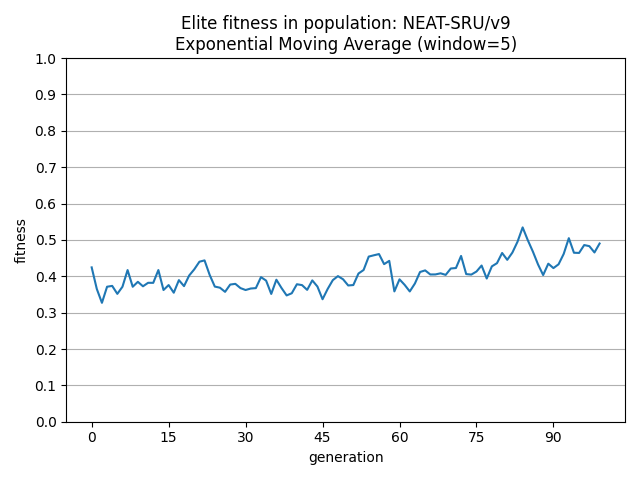 Elite fitness in population: NEAT-SRU/v9
Exponential Moving Average (window=5)
1.0
0.9
0.8
0.7
0.6
0.5
0.4
0.3
0.2
0.1
0.0
fitness
0 15 30 45 60 75 90
generation